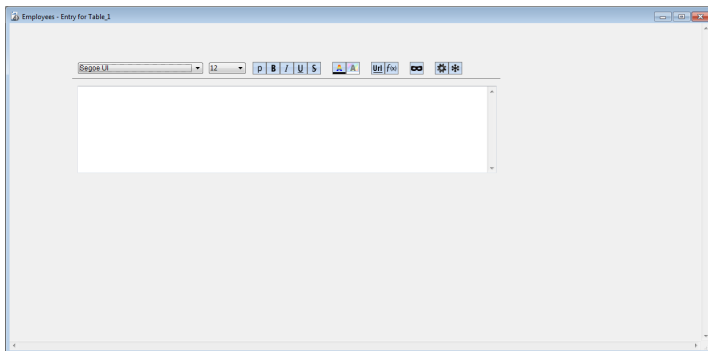 Employees - Entry for Table_1
Segoe UI 12 p B I U S A A Url f(x)